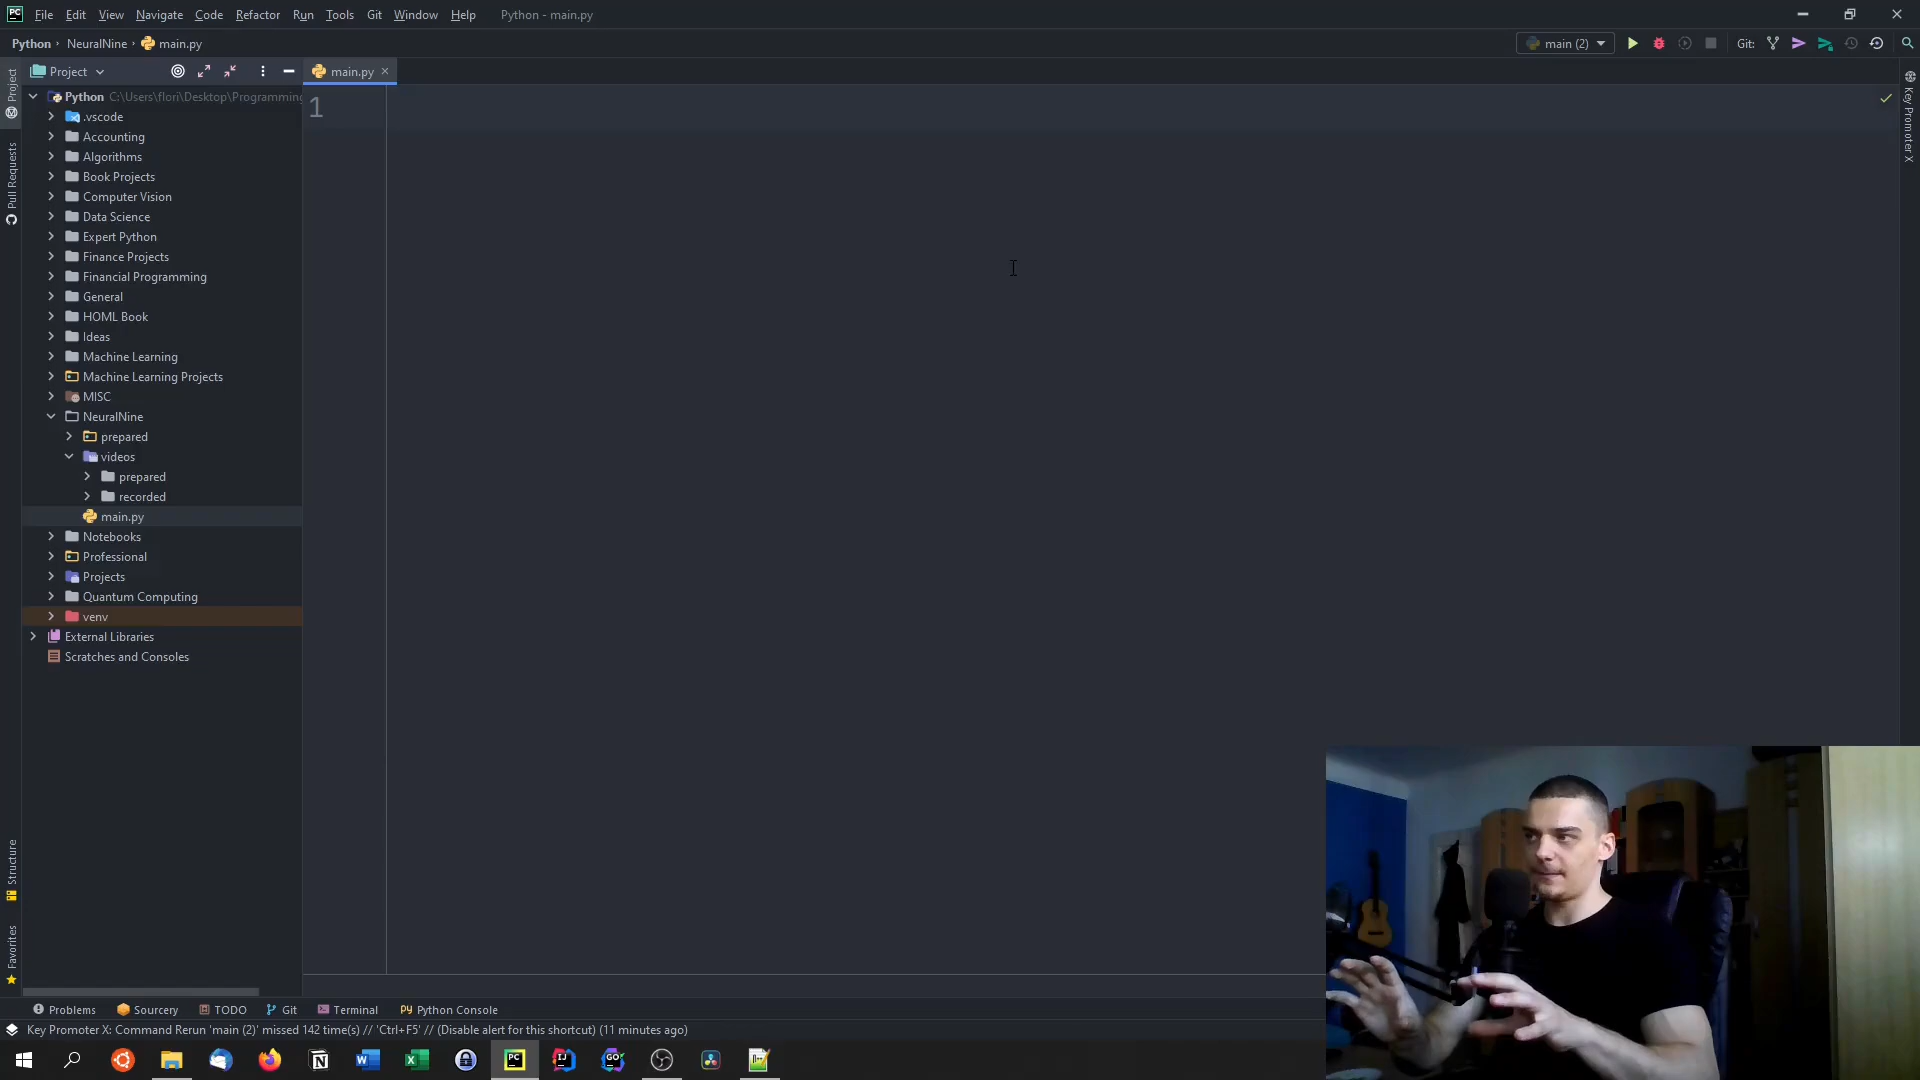 File Edit View Navigate Code Refactor Run Tools Git Window Help Python - main.py
Python NeuralNine main.py
main (2) Git:
Project
main.py
Python C:\Users\flori\Desktop\Programming
1
.vscode
Accounting
Algorithms
Book Projects
Computer Vision
Data Science
Expert Python
Finance Projects
Financial Programming
General
HOML Book
Ideas
Machine Learning
Machine Learning Projects
MISC
NeuralNine
prepared
videos
prepared
recorded
main.py
Notebooks
Professional
Projects
Quantum Computing
venv
External Libraries
Scratches and Consoles
Project
Pull Requests
Structure
Favorites
Key Promoter X
Problems Sourcery TODO Git Terminal Python Console
Key Promoter X: Command Rerun 'main (2)' missed 142 time(s) // 'Ctrl+F5' // (Disable alert for this shortcut) (11 minutes ago)